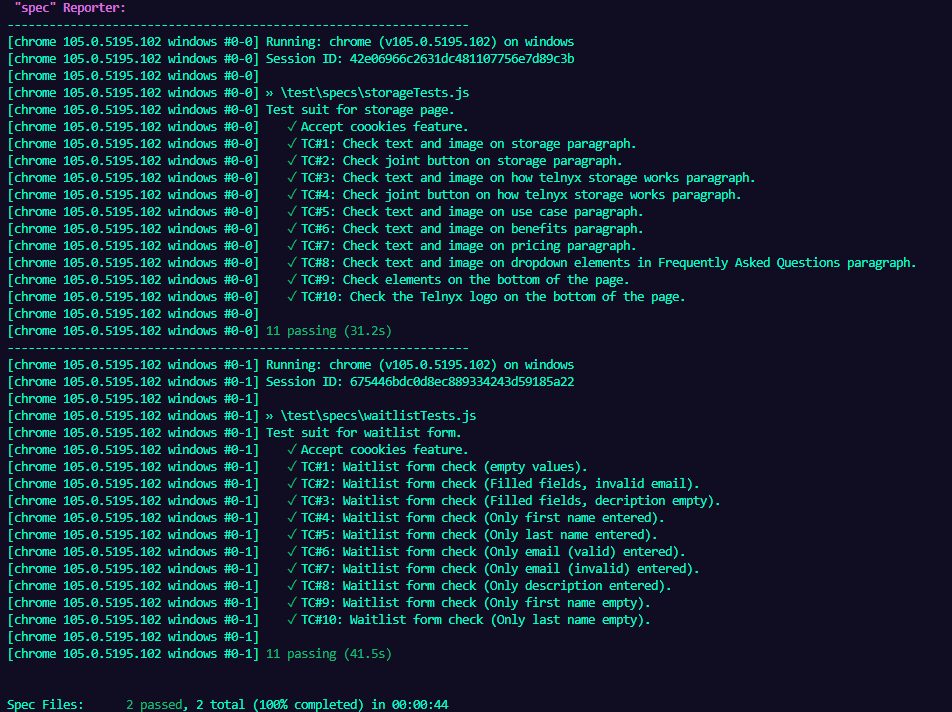 "spec" Reporter:
------------------------------------------------------------------
[chrome 105.0.5195.102 windows #0-0] Running: chrome (v105.0.5195.102) on windows
[chrome 105.0.5195.102 windows #0-0] Session ID: 42e06966c2631dc481107756e7d89c3b
[chrome 105.0.5195.102 windows #0-0]
[chrome 105.0.5195.102 windows #0-0] » \test\specs\storageTests.js
[chrome 105.0.5195.102 windows #0-0] Test suit for storage page.
[chrome 105.0.5195.102 windows #0-0]    ✓ Accept coookies feature.
[chrome 105.0.5195.102 windows #0-0]    ✓ TC#1: Check text and image on storage paragraph.
[chrome 105.0.5195.102 windows #0-0]    ✓ TC#2: Check joint button on storage paragraph.
[chrome 105.0.5195.102 windows #0-0]    ✓ TC#3: Check text and image on how telnyx storage works paragraph.
[chrome 105.0.5195.102 windows #0-0]    ✓ TC#4: Check joint button on how telnyx storage works paragraph.
[chrome 105.0.5195.102 windows #0-0]    ✓ TC#5: Check text and image on use case paragraph.
[chrome 105.0.5195.102 windows #0-0]    ✓ TC#6: Check text and image on benefits paragraph.
[chrome 105.0.5195.102 windows #0-0]    ✓ TC#7: Check text and image on pricing paragraph.
[chrome 105.0.5195.102 windows #0-0]    ✓ TC#8: Check text and image on dropdown elements in Frequently Asked Questions paragraph.
[chrome 105.0.5195.102 windows #0-0]    ✓ TC#9: Check elements on the bottom of the page.
[chrome 105.0.5195.102 windows #0-0]    ✓ TC#10: Check the Telnyx logo on the bottom of the page.
[chrome 105.0.5195.102 windows #0-0]
[chrome 105.0.5195.102 windows #0-0] 11 passing (31.2s)
------------------------------------------------------------------
[chrome 105.0.5195.102 windows #0-1] Running: chrome (v105.0.5195.102) on windows
[chrome 105.0.5195.102 windows #0-1] Session ID: 675446bdc0d8ec889334243d59185a22
[chrome 105.0.5195.102 windows #0-1]
[chrome 105.0.5195.102 windows #0-1] » \test\specs\waitlistTests.js
[chrome 105.0.5195.102 windows #0-1] Test suit for waitlist form.
[chrome 105.0.5195.102 windows #0-1]    ✓ Accept coookies feature.
[chrome 105.0.5195.102 windows #0-1]    ✓ TC#1: Waitlist form check (empty values).
[chrome 105.0.5195.102 windows #0-1]    ✓ TC#2: Waitlist form check (Filled fields, invalid email).
[chrome 105.0.5195.102 windows #0-1]    ✓ TC#3: Waitlist form check (Filled fields, decription empty).
[chrome 105.0.5195.102 windows #0-1]    ✓ TC#4: Waitlist form check (Only first name entered).
[chrome 105.0.5195.102 windows #0-1]    ✓ TC#5: Waitlist form check (Only last name entered).
[chrome 105.0.5195.102 windows #0-1]    ✓ TC#6: Waitlist form check (Only email (valid) entered).
[chrome 105.0.5195.102 windows #0-1]    ✓ TC#7: Waitlist form check (Only email (invalid) entered).
[chrome 105.0.5195.102 windows #0-1]    ✓ TC#8: Waitlist form check (Only description entered).
[chrome 105.0.5195.102 windows #0-1]    ✓ TC#9: Waitlist form check (Only first name empty).
[chrome 105.0.5195.102 windows #0-1]    ✓ TC#10: Waitlist form check (Only last name empty).
[chrome 105.0.5195.102 windows #0-1]
[chrome 105.0.5195.102 windows #0-1] 11 passing (41.5s)
Spec Files:      2 passed, 2 total (100% completed) in 00:00:44